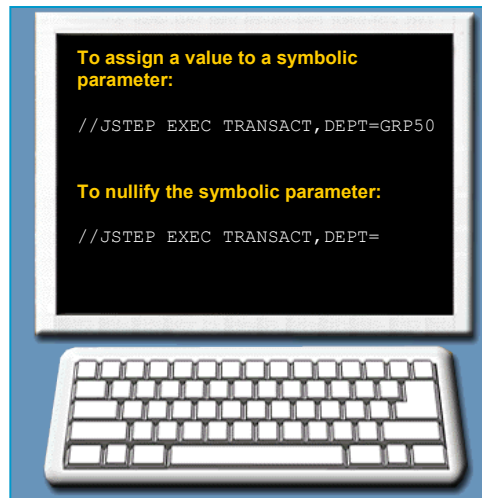 To assign a value to a symbolic
parameter:
//JSTEP EXEC TRANSACT,DEPT=GRP50
To nullify the symbolic parameter:
//JSTEP EXEC TRANSACT,DEPT=